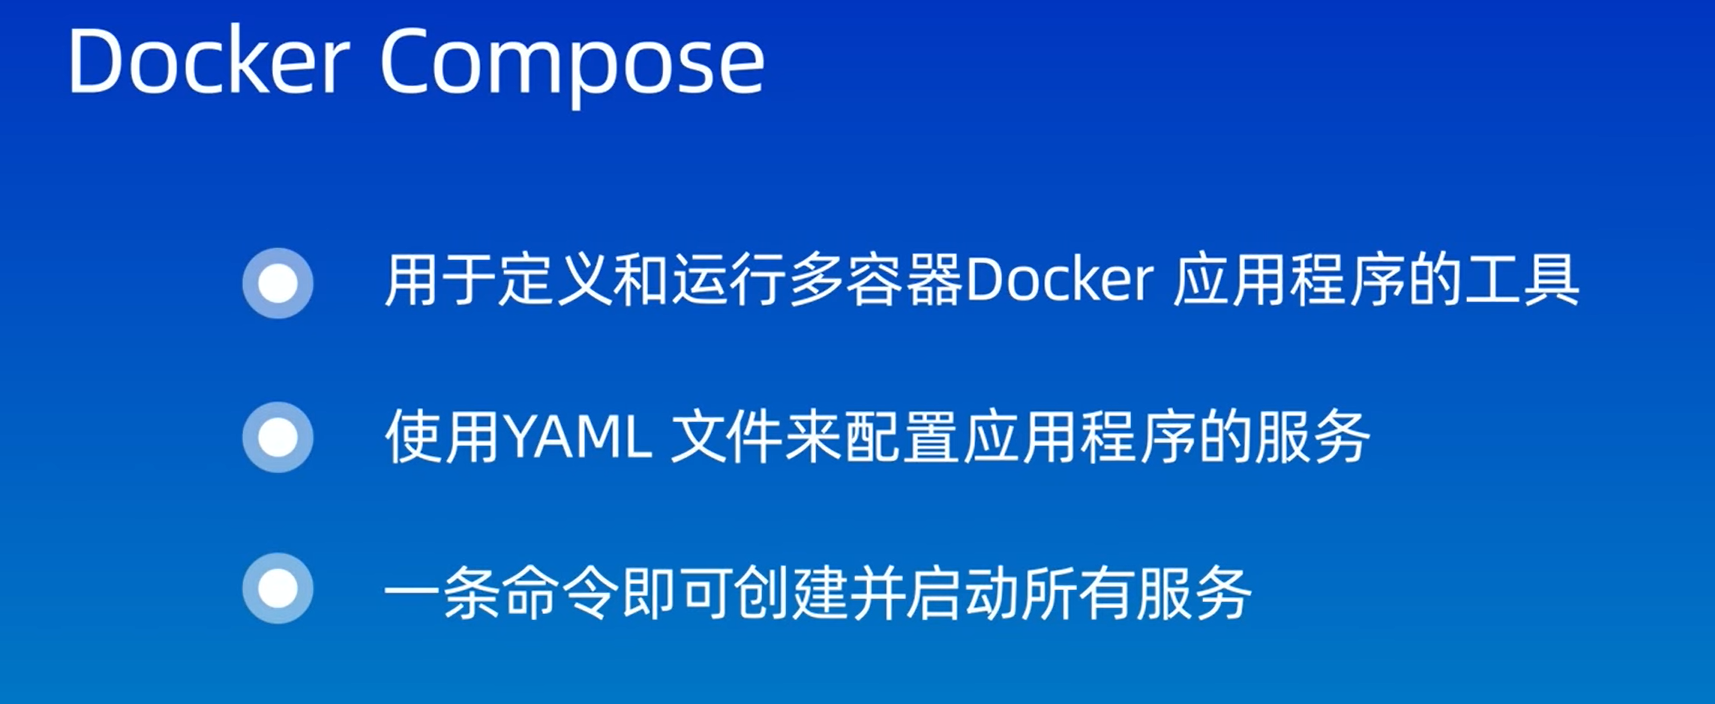 Docker Compose
用于定义和运行多容器Docker 应用程序的工具
使用YAML 文件来配置应用程序的服务
一条命令即可创建并启动所有服务